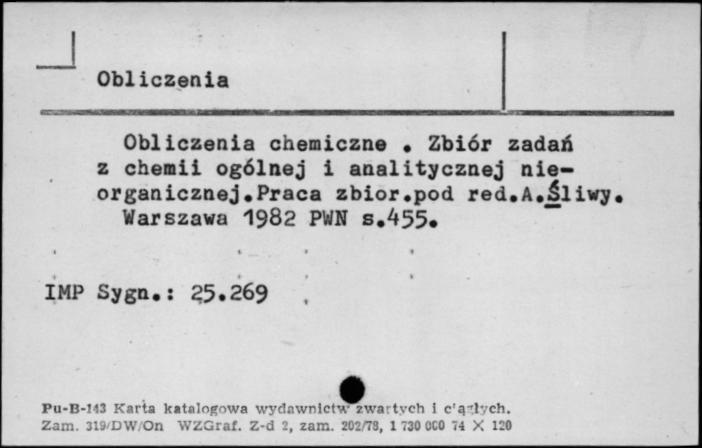 Obliczenia
Obliczenia chemiczne . Zbiór zadań
z chemii ogólnej i analitycznej nie-
organicznej.Praca zbior.pod red.A.Śliwy.
Warszawa 1982 PWN s.455.
IMP Sygn.: 25.269
Pu-B-143 Karta katalogowa wydawnictw zwartych i ciągłych.
Zam. 319/DW/On WZGraf. Z-d 2, zam. 202/78, 1 730 000 74 X 120